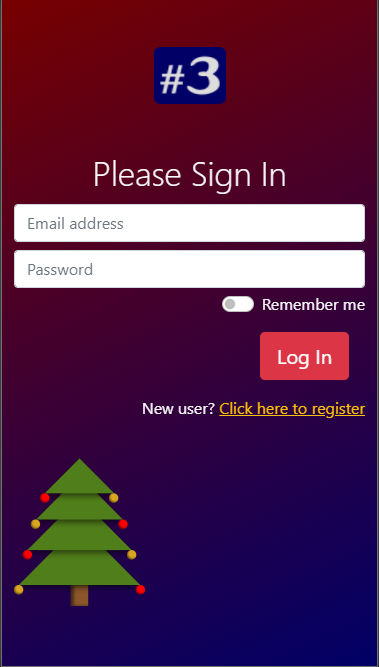 #3
Please Sign In
Email address
Password
Remember me
Log In
New user? Click here to register